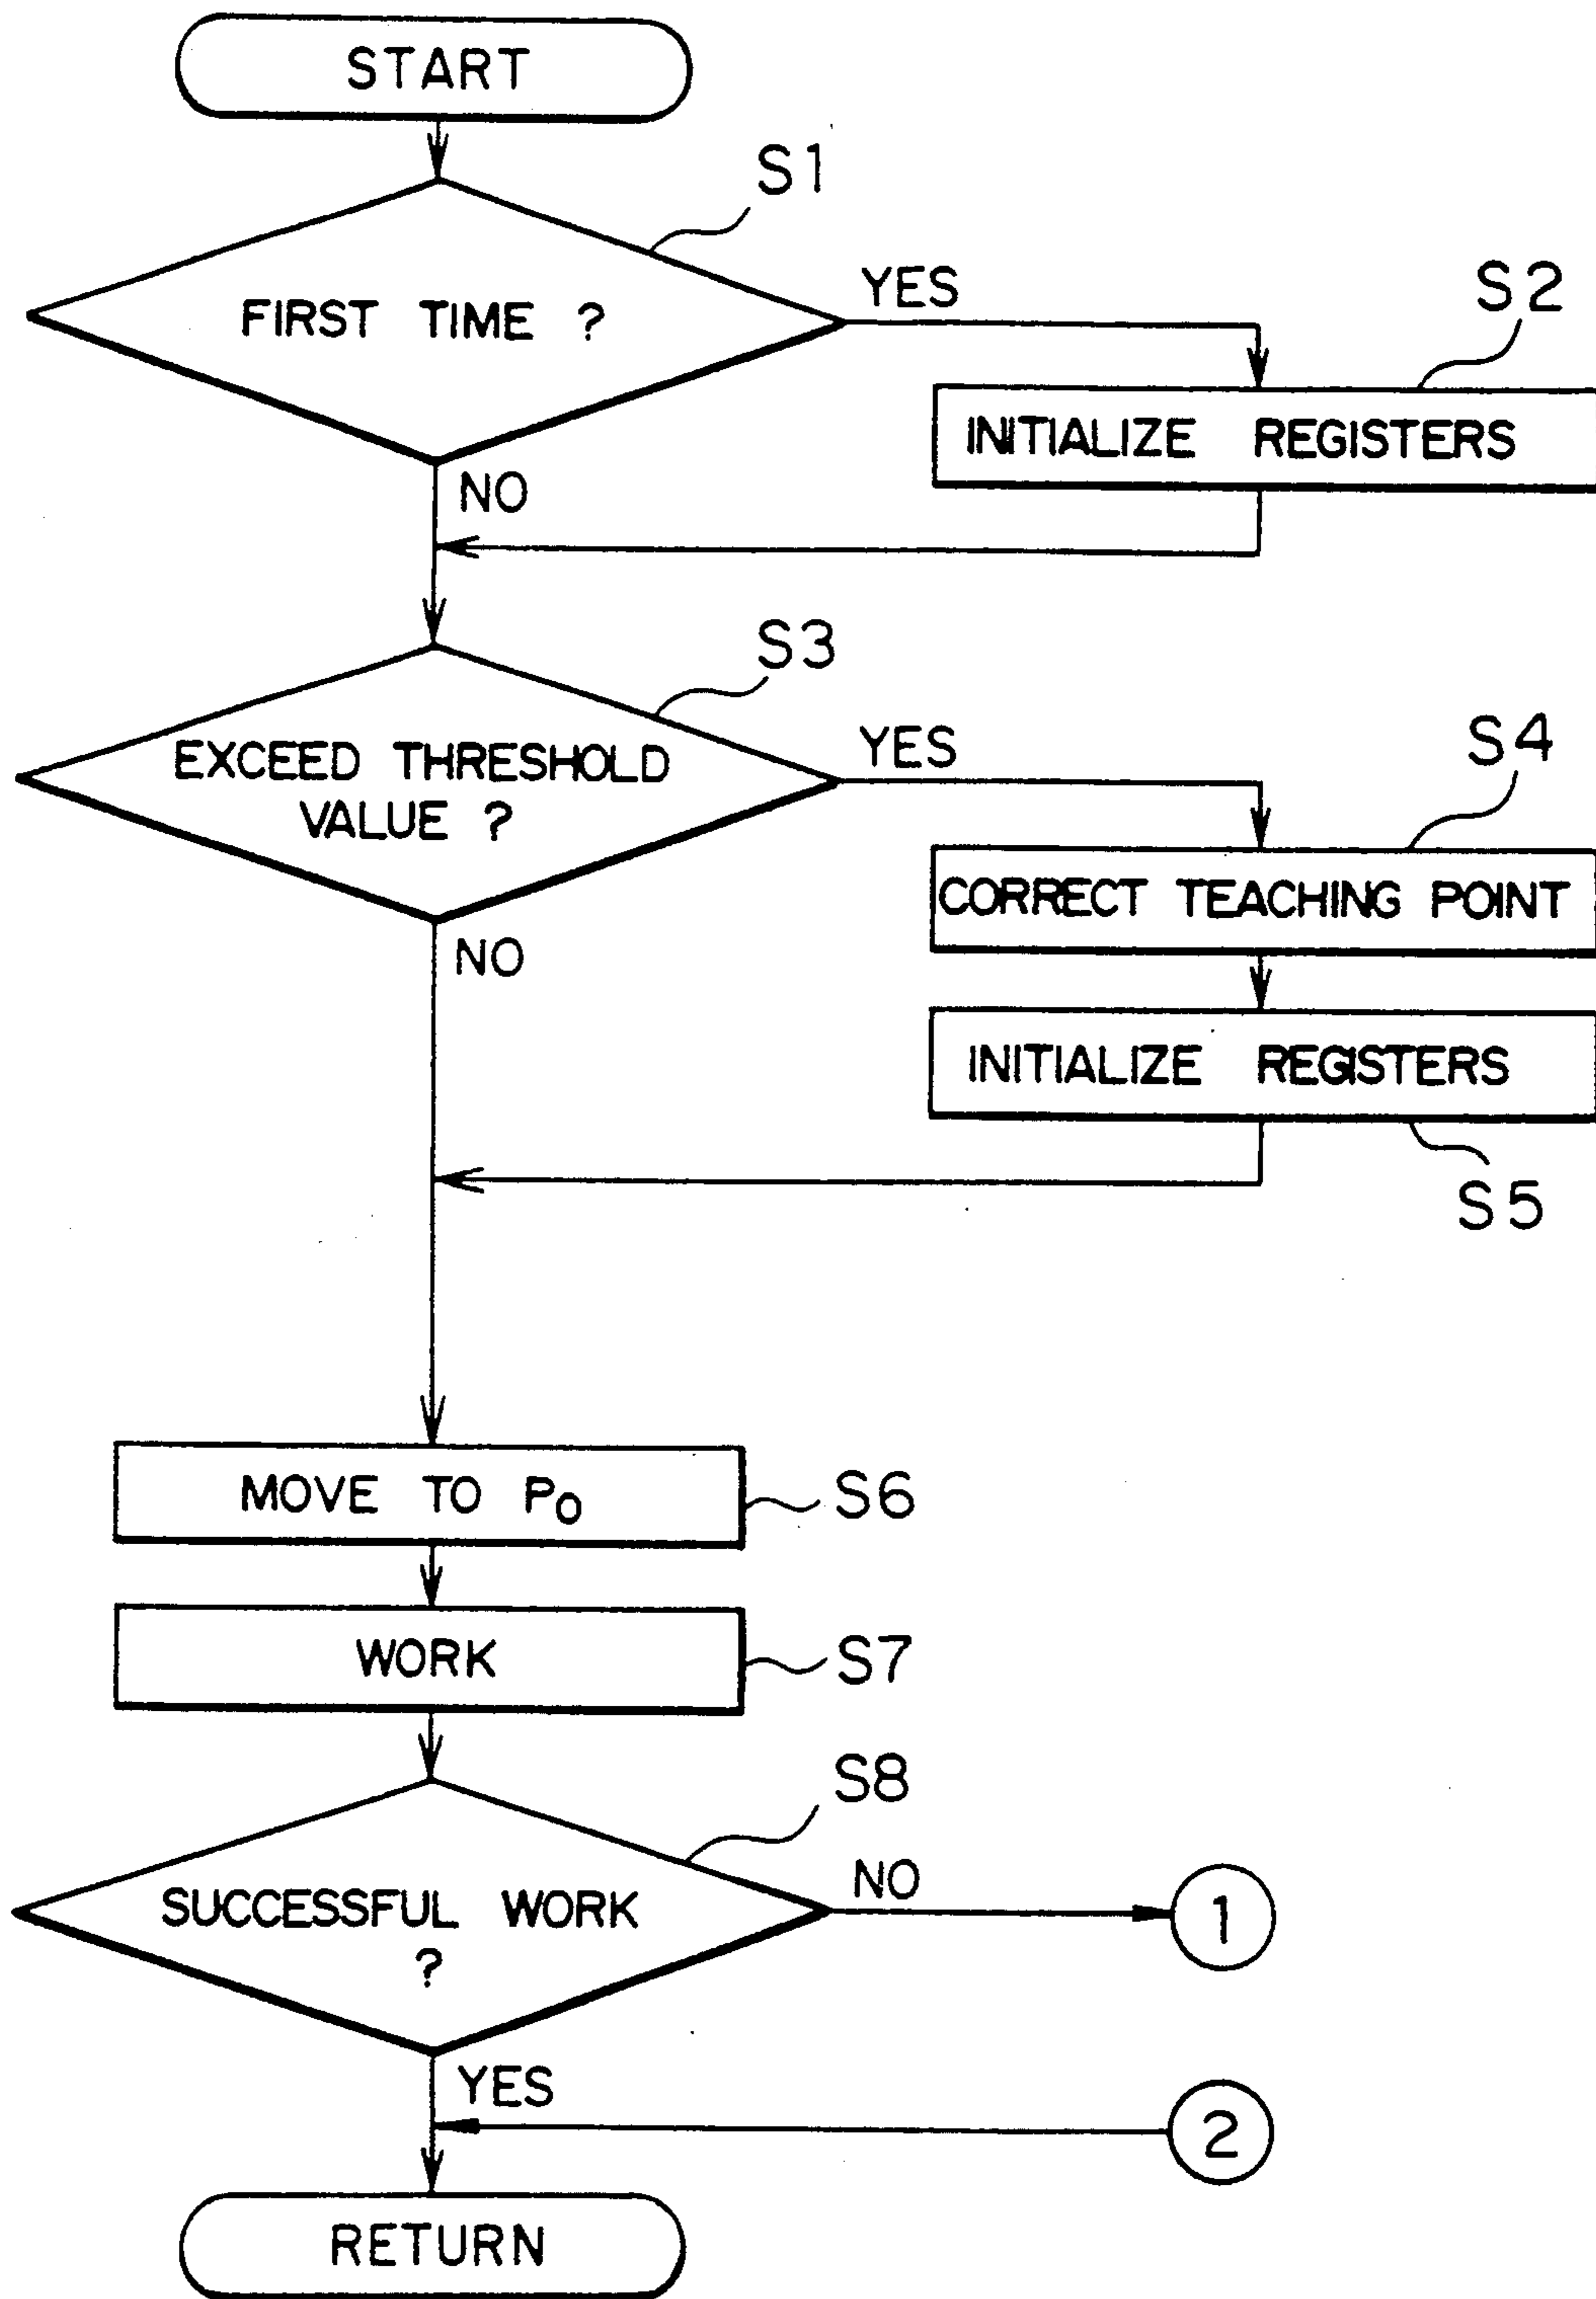 START
S1
FIRST TIME ?
YES
S2
INITIALIZE REGISTERS
NO
S3
EXCEED THRESHOLD
VALUE ?
YES
S4
CORRECT TEACHING POINT
NO
INITIALIZE REGISTERS
S5
MOVE TO P₀
S6
WORK
S7
S8
SUCCESSFUL WORK
?
NO
1
YES
2
RETURN